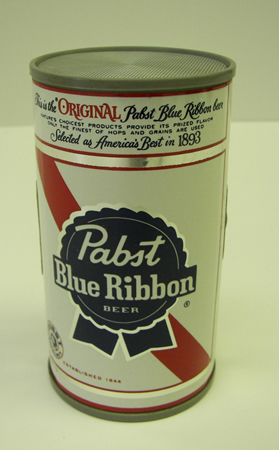 This is the "ORIGINAL" Pabst Blue Ribbon beer
NATURE'S CHOICEST PRODUCTS PROVIDE ITS PRIZED FLAVOR
ONLY THE FINEST OF HOPS AND GRAINS ARE USED
Selected as America's Best in 1893
Pabst
Blue Ribbon
BEER
®
ESTABLISHED 1844